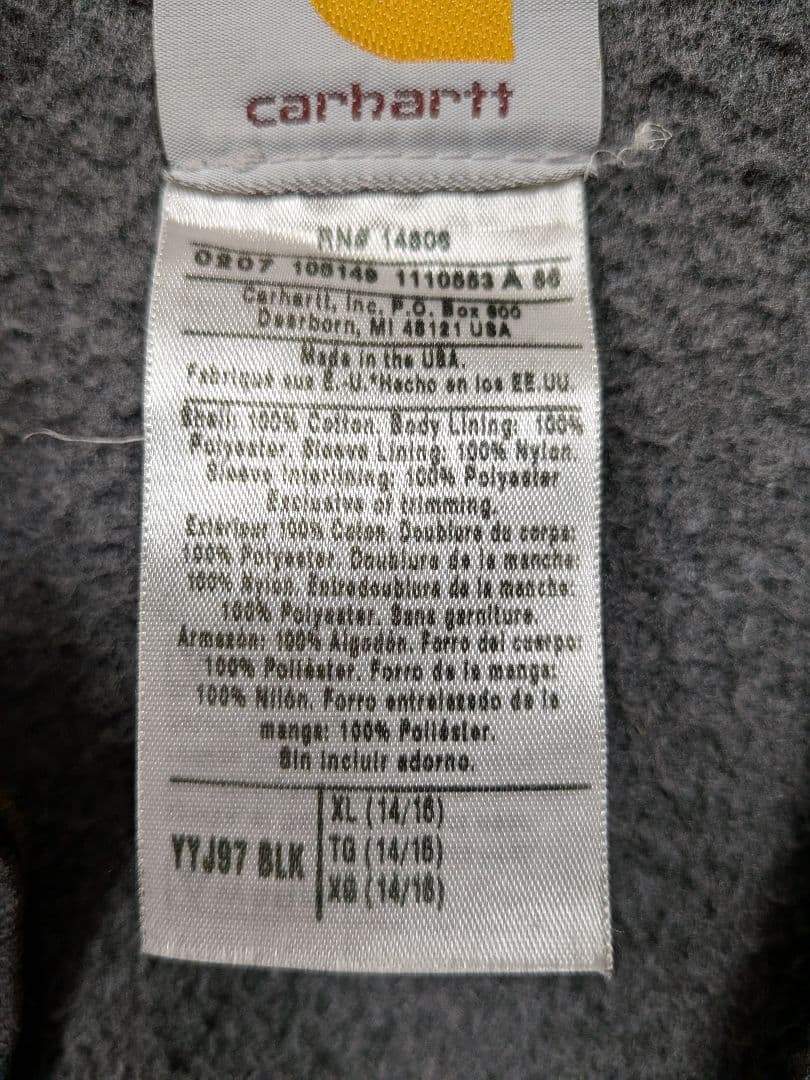 carhartt
RN# 14806
0207 106146 1110663 A 66
Carhartt, Inc. P.O. Box 600
Dearborn, MI 48121 USA
Made in the USA.
Fabriqué aux É.-U.*Hecho en los EE.UU.
Shell: 100% Cotton. Body Lining: 100%
Polyester. Sleeve Lining: 100% Nylon.
Sleeve Interlining: 100% Polyester
Exclusive of trimming.
Extérieur 100% Coton. Doublure du corps:
100% Polyester. Doublure de la manche:
100% Nylon. Entredoublure de la manche:
100% Polyester. Sans garniture.
Armazón: 100% Algodón. Forro del cuerpo:
100% Poliéster. Forro de la manga:
100% Nilón. Forro entrelazado de la
manga: 100% Poliéster.
Sin incluir adorno.
YYJ97 BLK
XL (14/16)
TG (14/16)
XG (14/16)